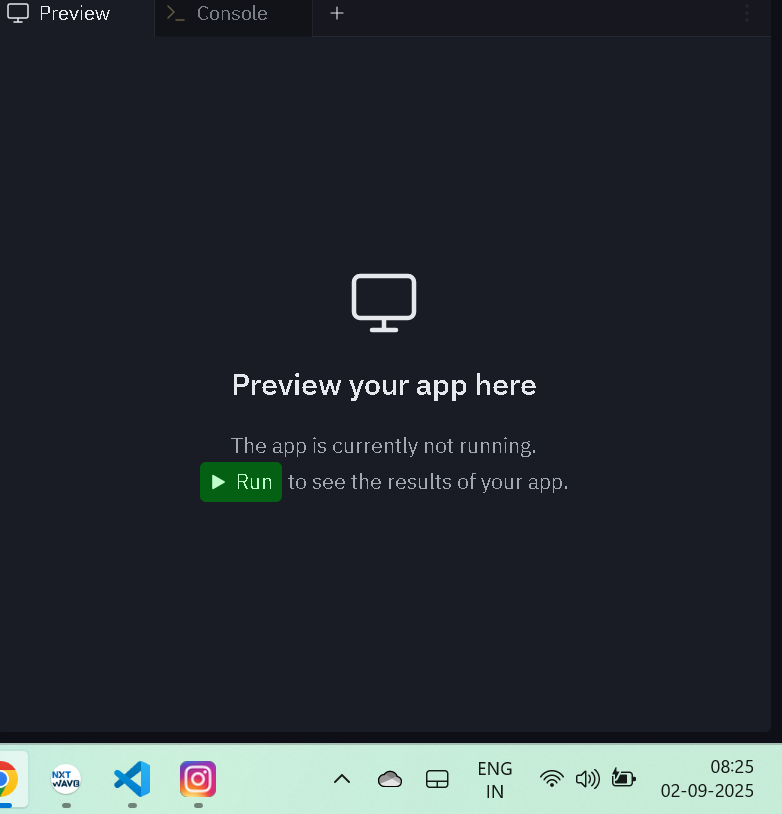 Preview
Console
Preview your app here
The app is currently not running.
Run to see the results of your app.
NXT
WAVE
ENG
IN
08:25
02-09-2025